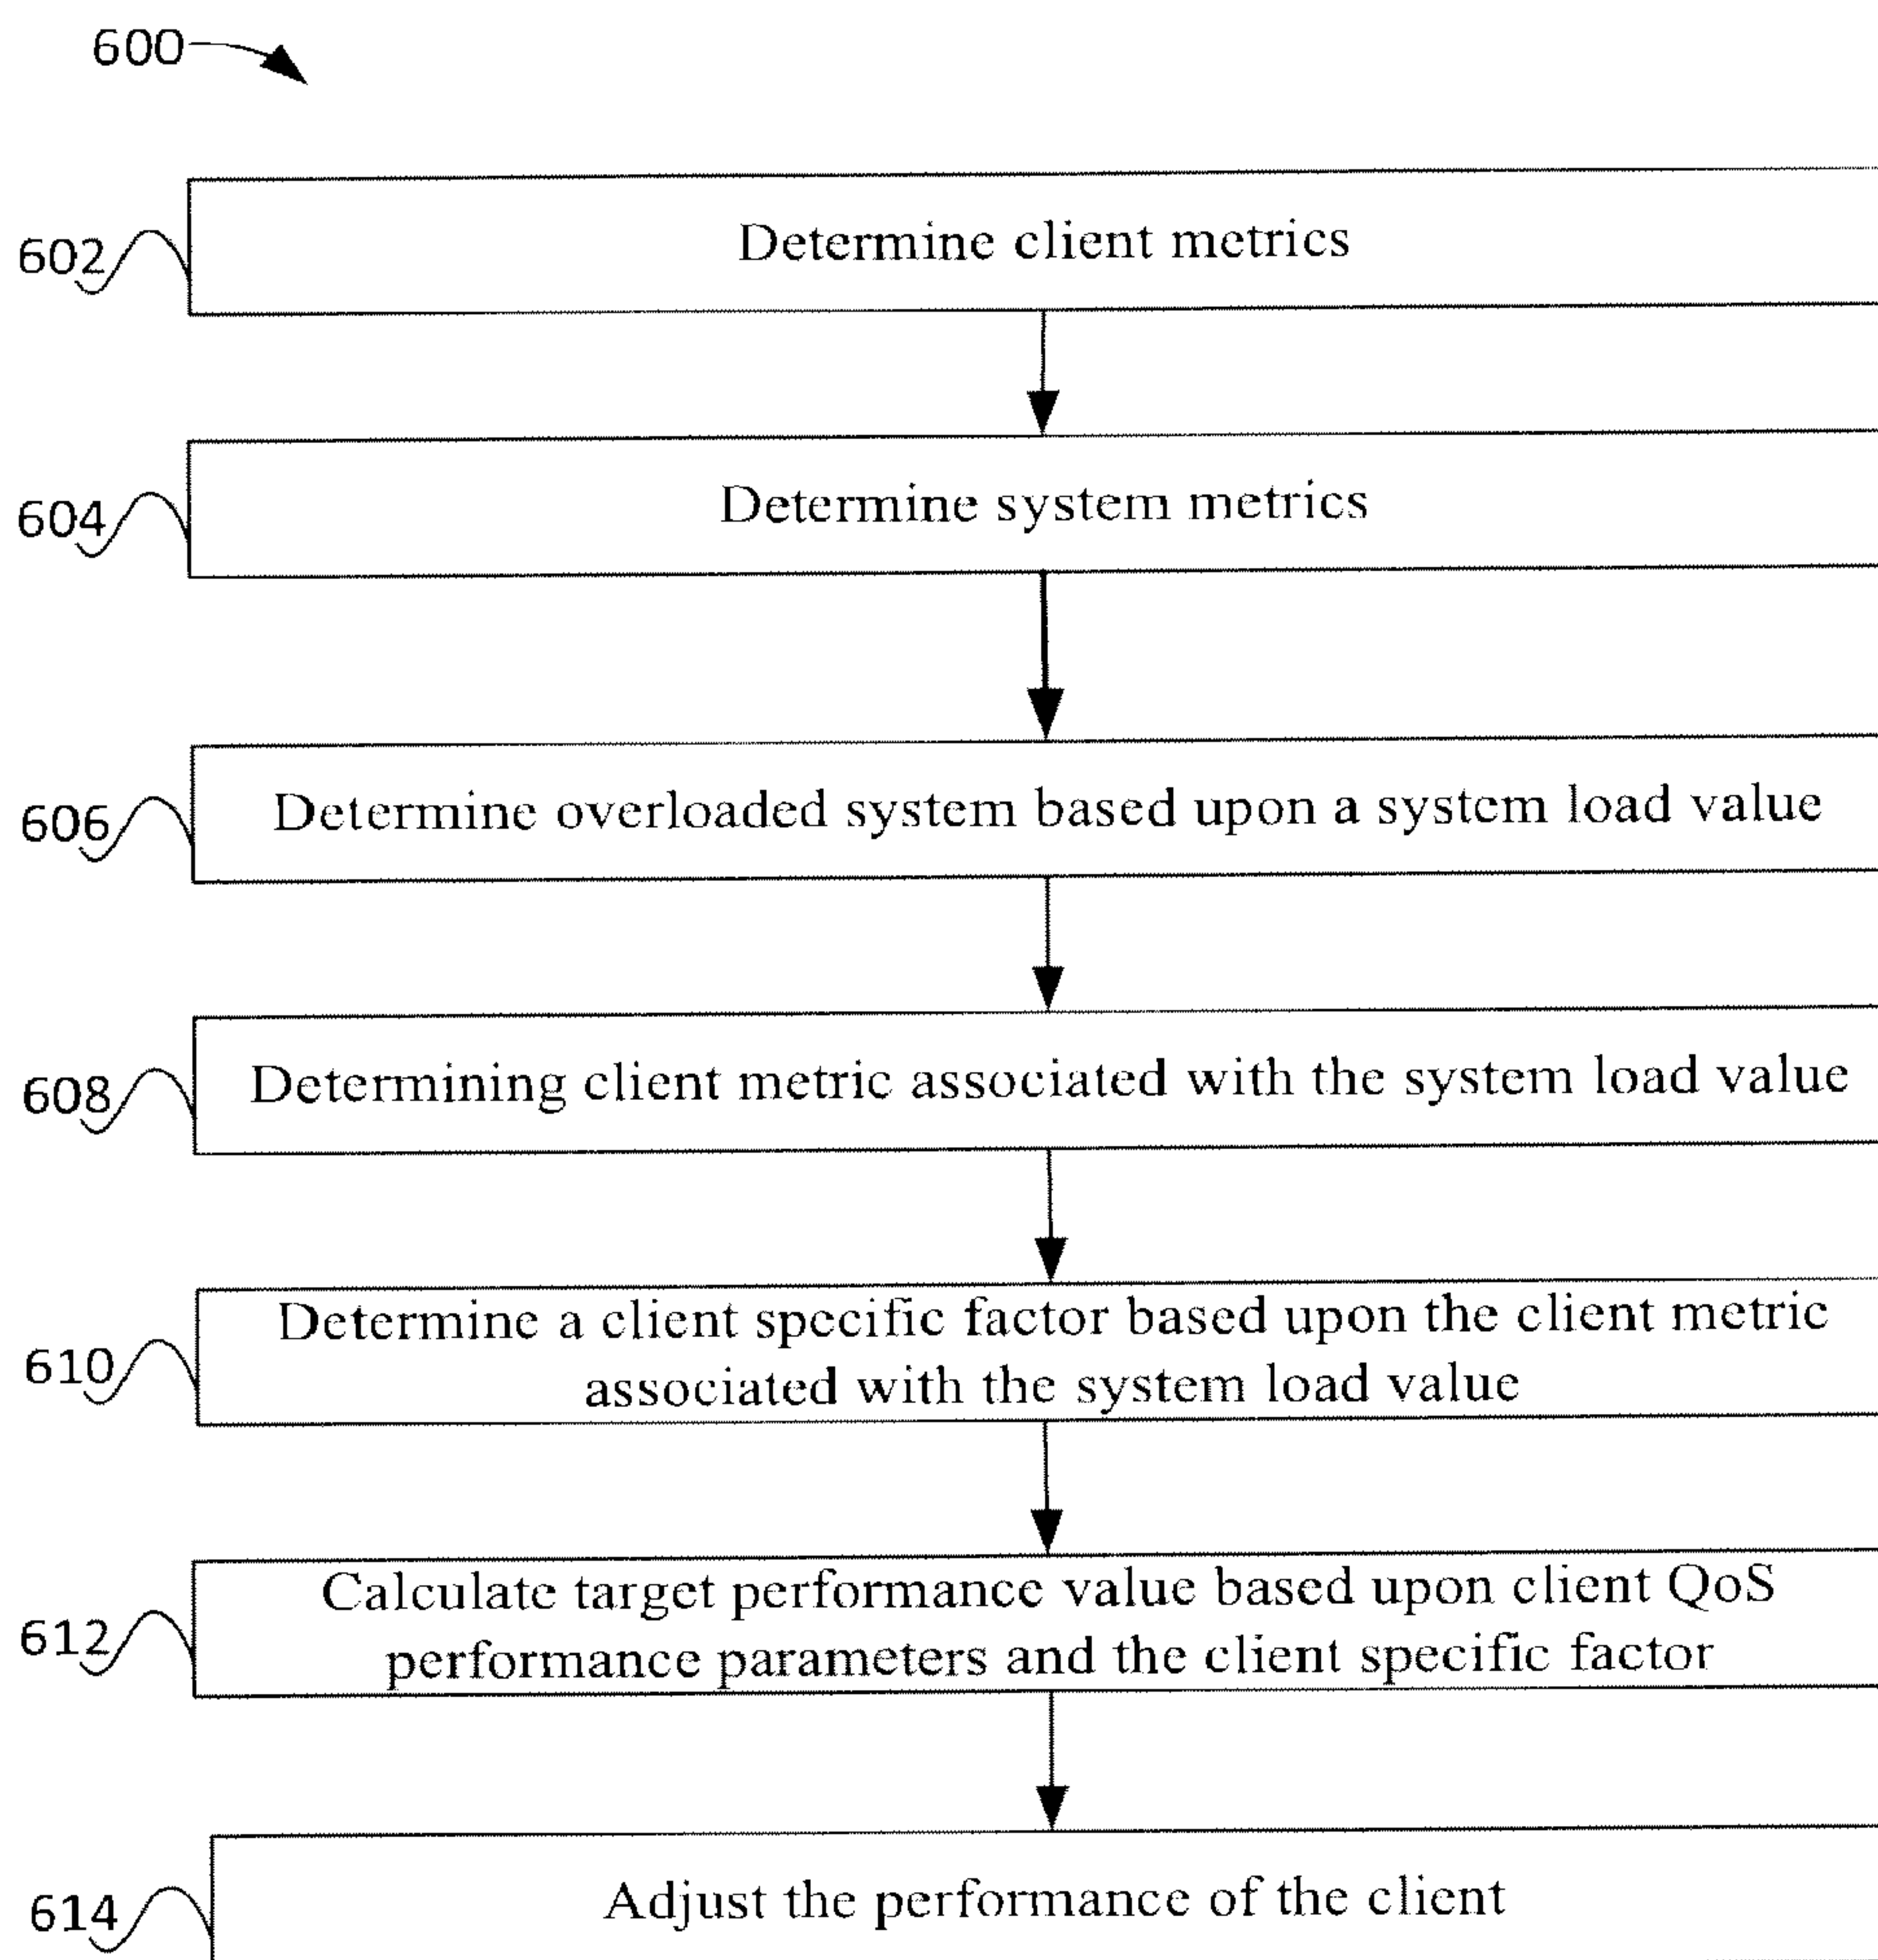 600
602
Determine client metrics
604
Determine system metrics
606
Determine overloaded system based upon a system load value
608
Determining client metric associated with the system load value
610
Determine a client specific factor based upon the client metric
associated with the system load value
612
Calculate target performance value based upon client QoS
performance parameters and the client specific factor
614
Adjust the performance of the client